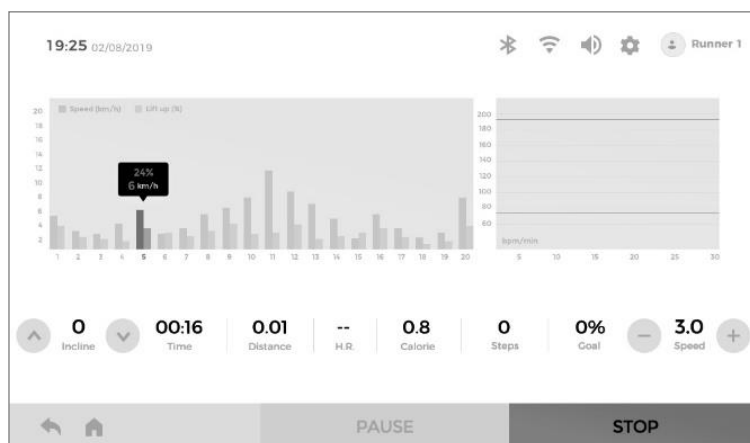 19:25 02/08/2019
Runner 1
Speed (km/h) Lift up (%)
20
18
16
14
12
10
8
6
4
2
24%
6 km/h
1 2 3 4 5 6 7 8 9 10 11 12 13 14 15 16 17 18 19 20
200
180
160
140
120
100
80
60
bpm/min
5 10 15 20 25 30
0 00:16 0.01 -- 0.8 0 0% 3.0
Incline Time Distance H.R. Calorie Steps Goal Speed
PAUSE STOP